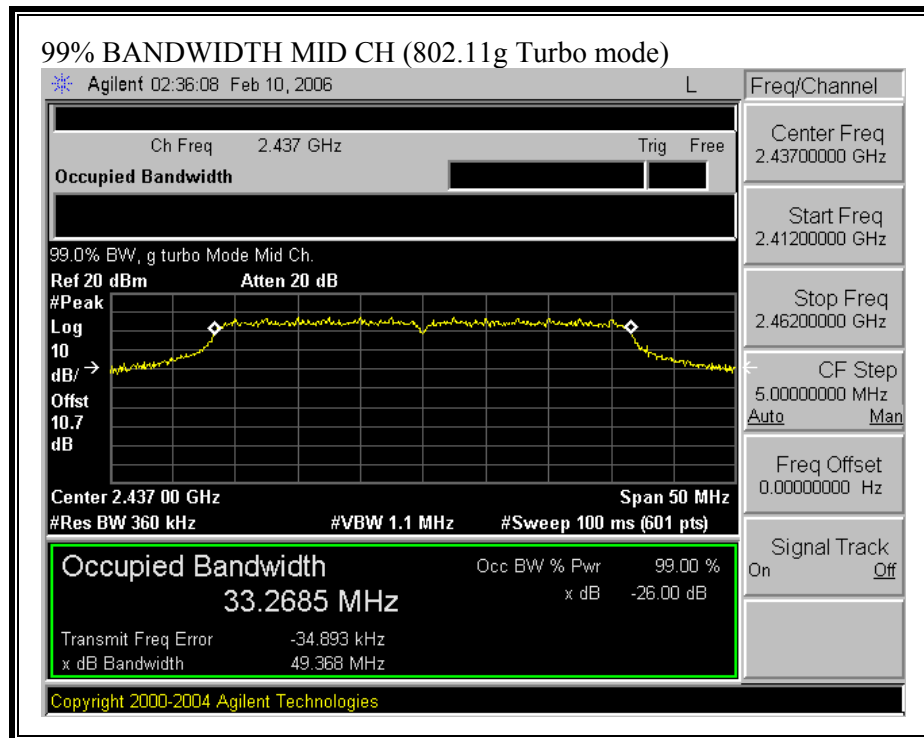 99% BANDWIDTH MID CH (802.11g Turbo mode)
Agilent 02:36:08 Feb 10, 2006 L
Freq/Channel
Ch Freq 2.437 GHz Trig Free
Occupied Bandwidth
Center Freq
2.43700000 GHz
Start Freq
2.41200000 GHz
Stop Freq
2.46200000 GHz
CF Step
5.00000000 MHz
Auto Man
Freq Offset
0.00000000 Hz
Signal Track
On Off
99.0% BW, g turbo Mode Mid Ch.
Ref 20 dBm Atten 20 dB
#Peak
Log
10
dB/
Offst
10.7
dB
Center 2.437 00 GHz Span 50 MHz
#Res BW 360 kHz #VBW 1.1 MHz #Sweep 100 ms (601 pts)
Occupied Bandwidth Occ BW % Pwr 99.00 %
33.2685 MHz x dB -26.00 dB
Transmit Freq Error -34.893 kHz
x dB Bandwidth 49.368 MHz
Copyright 2000-2004 Agilent Technologies